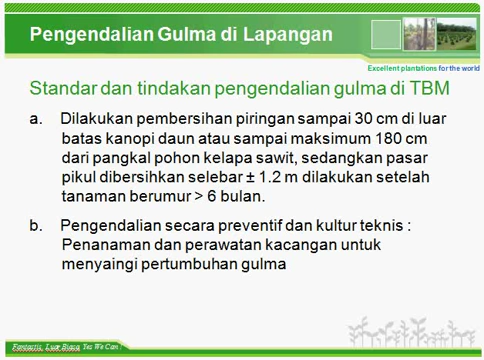 Pengendalian Gulma di Lapangan
Excellent plantations for the world
Standar dan tindakan pengendalian gulma di TBM
a. Dilakukan pembersihan piringan sampai 30 cm di luar
batas kanopi daun atau sampai maksimum 180 cm
dari pangkal pohon kelapa sawit, sedangkan pasar
pikul dibersihkan selebar ± 1.2 m dilakukan setelah
tanaman berumur > 6 bulan.
b. Pengendalian secara preventif dan kultur teknis :
Penanaman dan perawatan kacangan untuk
menyaingi pertumbuhan gulma
Fantastis, Luar Biasa, Yes We Can !